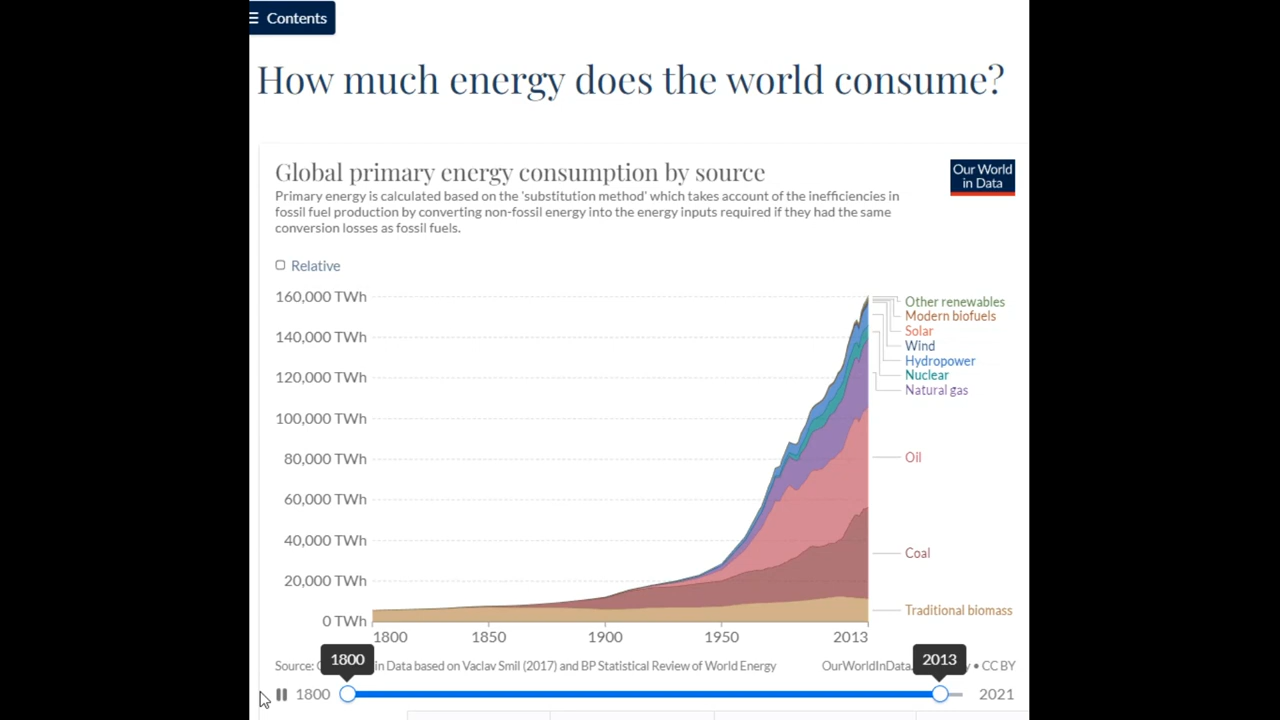 Contents
How much energy does the world consume?
Global primary energy consumption by source
Our World
in Data
Primary energy is calculated based on the 'substitution method' which takes account of the inefficiencies in
fossil fuel production by converting non-fossil energy into the energy inputs required if they had the same
conversion losses as fossil fuels.
Relative
160,000 TWh
140,000 TWh
120,000 TWh
100,000 TWh
80,000 TWh
60,000 TWh
40,000 TWh
20,000 TWh
0 TWh
Other renewables
Modern biofuels
Solar
Wind
Hydropower
Nuclear
Natural gas
Oil
Coal
Traditional biomass
1800 1850 1900 1950 2013
1800 2013
Source: in Data based on Vaclav Smil (2017) and BP Statistical Review of World Energy
OurWorldInData. • CC BY
1800 2021